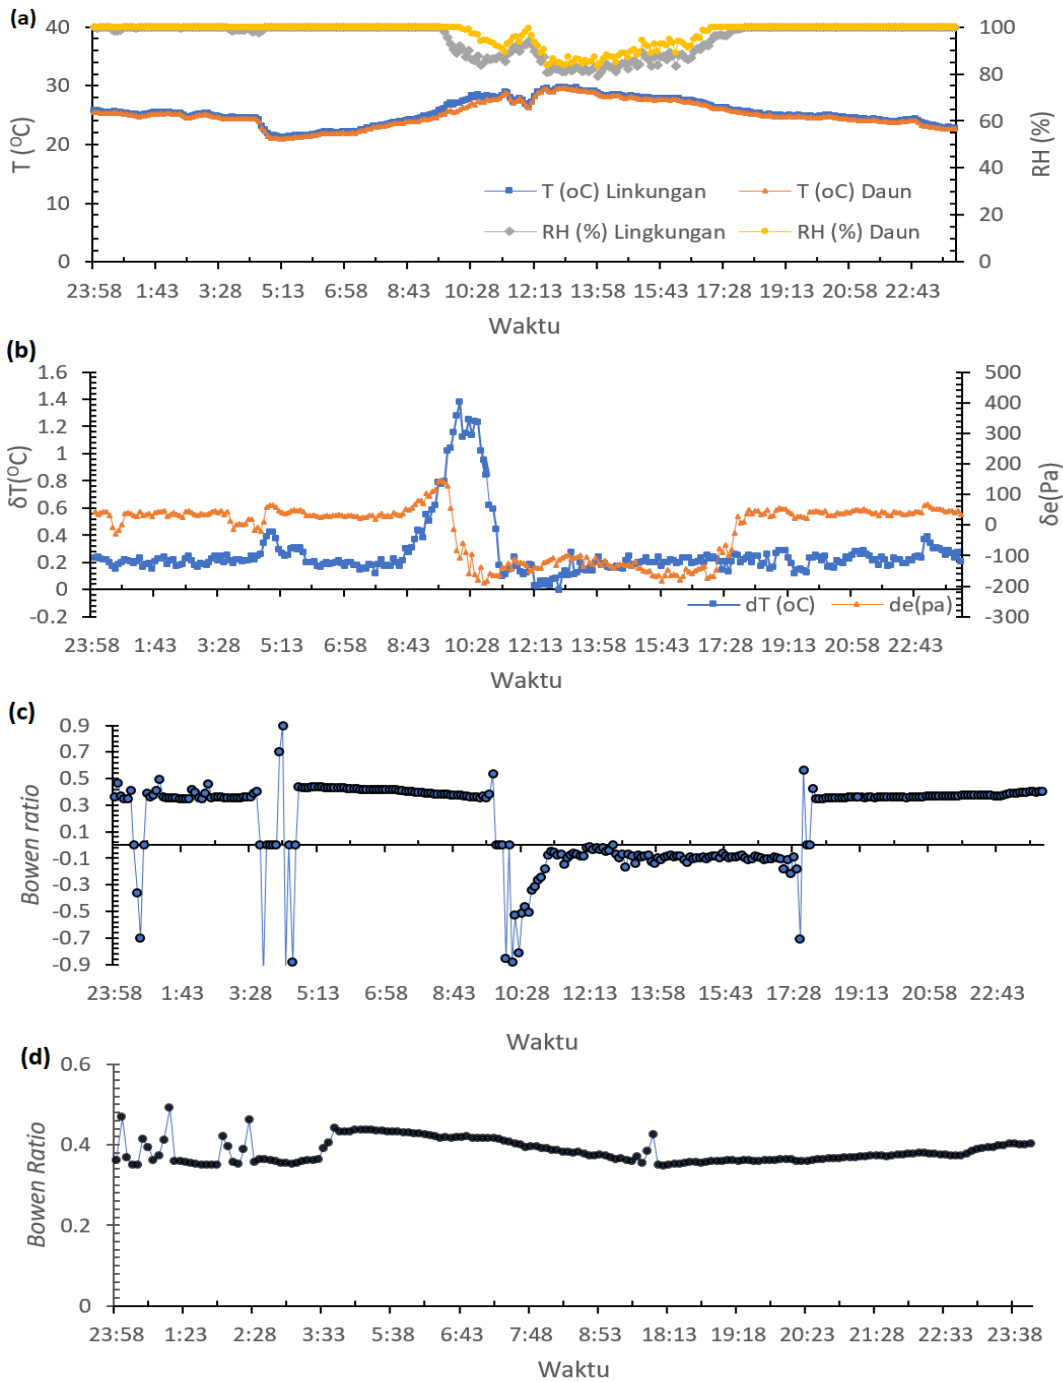 (a)
40
30
20
10
0
T (⁰C)
100
80
60
40
20
0
RH (%)
T (oC) Linkungan
T (oC) Daun
RH (%) Lingkungan
RH (%) Daun
23:58 1:43 3:28 5:13 6:58 8:43 10:28 12:13 13:58 15:43 17:28 19:13 20:58 22:43
Waktu
(b)
1.6
1.4
1.2
1
0.8
0.6
0.4
0.2
0
-0.2
δT(⁰C)
500
400
300
200
100
0
-100
-200
-300
δe(Pa)
dT (oC)
de(pa)
23:58 1:43 3:28 5:13 6:58 8:43 10:28 12:13 13:58 15:43 17:28 19:13 20:58 22:43
Waktu
(c)
0.9
0.7
0.5
0.3
0.1
-0.1
-0.3
-0.5
-0.7
-0.9
Bowen ratio
23:58 1:43 3:28 5:13 6:58 8:43 10:28 12:13 13:58 15:43 17:28 19:13 20:58 22:43
Waktu
(d)
0.6
0.4
0.2
0
Bowen Ratio
23:58 1:23 2:28 3:33 5:38 6:43 7:48 8:53 18:13 19:18 20:23 21:28 22:33 23:38
Waktu